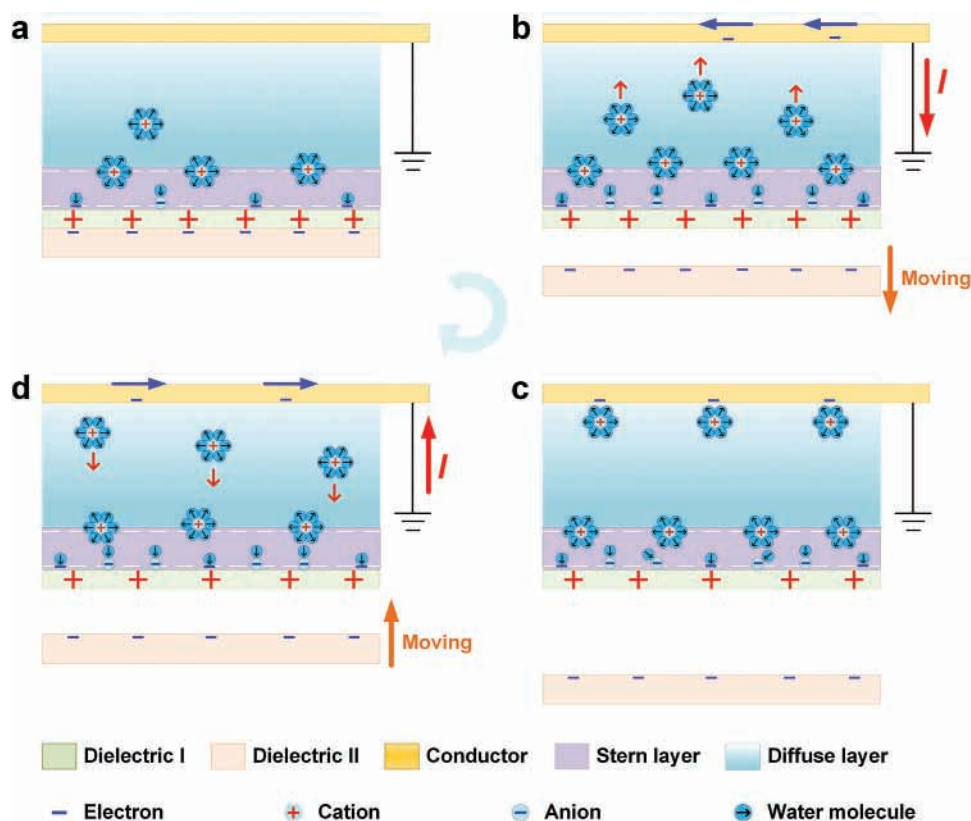 a
b
I
Moving
d
c
I
Moving
Dielectric I
Dielectric II
Conductor
Stern layer
Diffuse layer
Electron
Cation
Anion
Water molecule